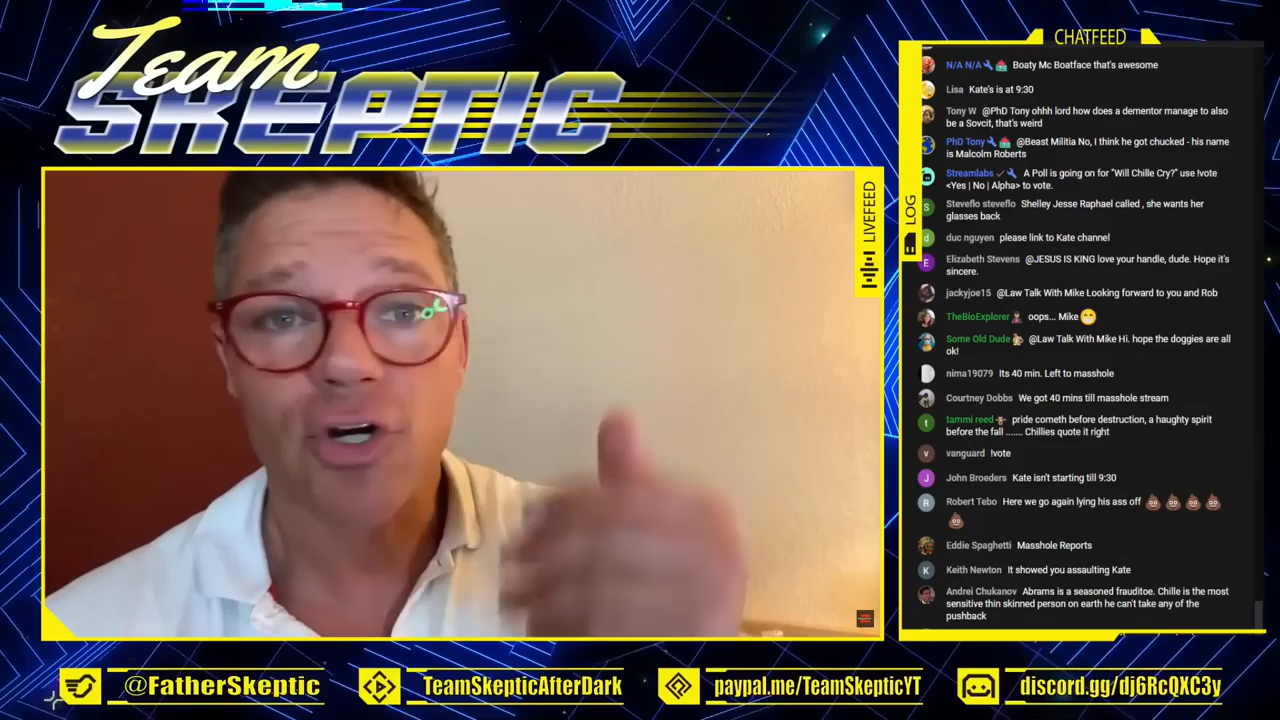 Team
SKEPTIC
LIVEFEED
CHATFEED
LOG
N/A N/A Boaty Mc Boatface that's awesome
Lisa Kate's is at 9:30
Tony W @PhD Tony ohhh lord how does a dementor manage to also
be a Sovcit, that's weird
PhD Tony @Beast Militia No, I think he got chucked - his name
is Malcolm Roberts
Streamlabs A Poll is going on for "Will Chille Cry?" use !vote
<Yes | No | Alpha> to vote.
Steveflo steveflo Shelley Jesse Raphael called , she wants her
glasses back
duc nguyen please link to Kate channel
Elizabeth Stevens @JESUS IS KING love your handle, dude. Hope it's
sincere.
jackyjoe15 @Law Talk With Mike Looking forward to you and Rob
TheBioExplorer oops... Mike😁
Some Old Dude @Law Talk With Mike Hi. hope the doggies are all
ok!
nima19079 Its 40 min. Left to masshole
Courtney Dobbs We got 40 mins till masshole stream
tammi reed pride cometh before destruction, a haughty spirit
before the fall ....... Chillies quote it right
vanguard !vote
John Broeders Kate isn't starting till 9:30
Robert Tebo Here we go again lying his ass off 💩 💩 💩 💩
💩
Eddie Spaghetti Masshole Reports
Keith Newton It showed you assaulting Kate
Andrei Chukanov Abrams is a seasoned frauditoe. Chille is the most
sensitive thin skinned person on earth he can't take any of the
pushback
@FatherSkeptic
TeamSkepticAfterDark
paypal.me/TeamSkepticYT
discord.gg/dj6RcQXC3y